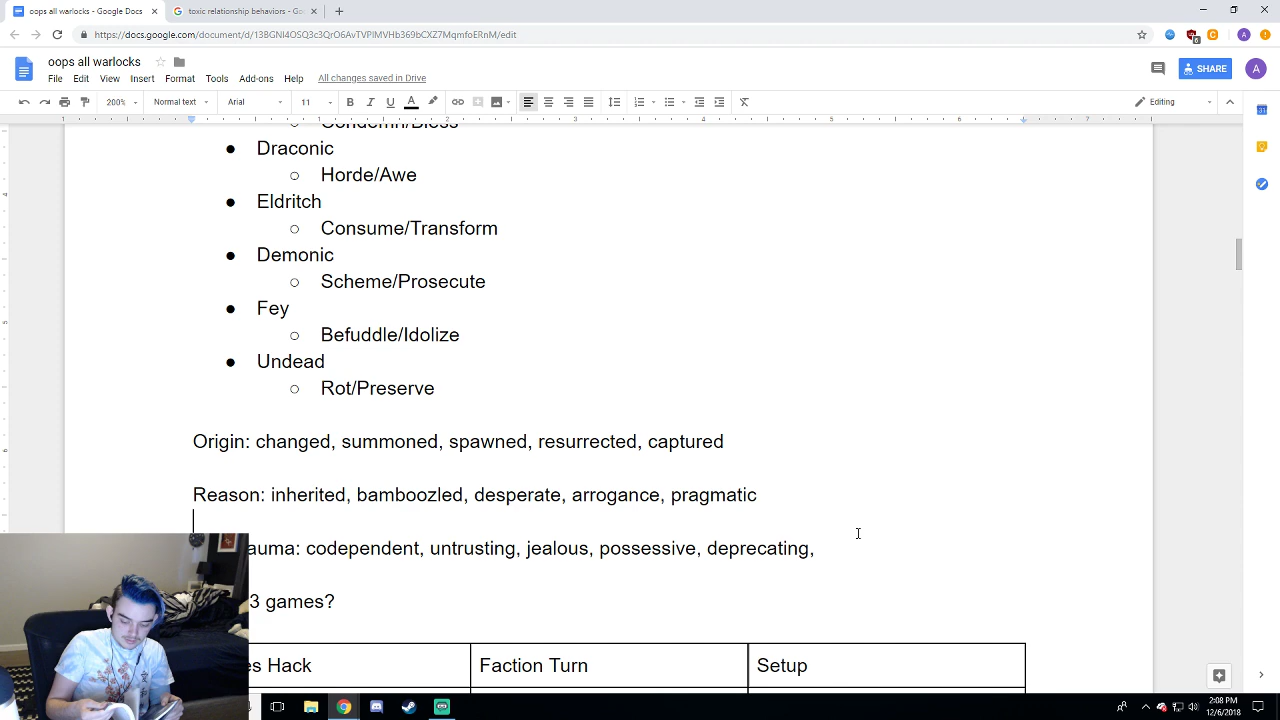 oops all warlocks - Google Docs
toxic relationship behaviors - Goo
https://docs.google.com/document/d/
/edit
oops all warlocks
SHARE
A
File Edit View Insert Format Tools Add-ons Help All changes saved in Drive
200% Normal text Arial 11 B I U A Editing
Condemn/Bless
Draconic
Horde/Awe
Eldritch
Consume/Transform
Demonic
Scheme/Prosecute
Fey
Befuddle/Idolize
Undead
Rot/Preserve
Origin: changed, summoned, spawned, resurrected, captured
Reason: inherited, bamboozled, desperate, arrogance, pragmatic
auma: codependent, untrusting, jealous, possessive, deprecating,
3 games?
es Hack Faction Turn Setup
2:08 PM
12/6/2018